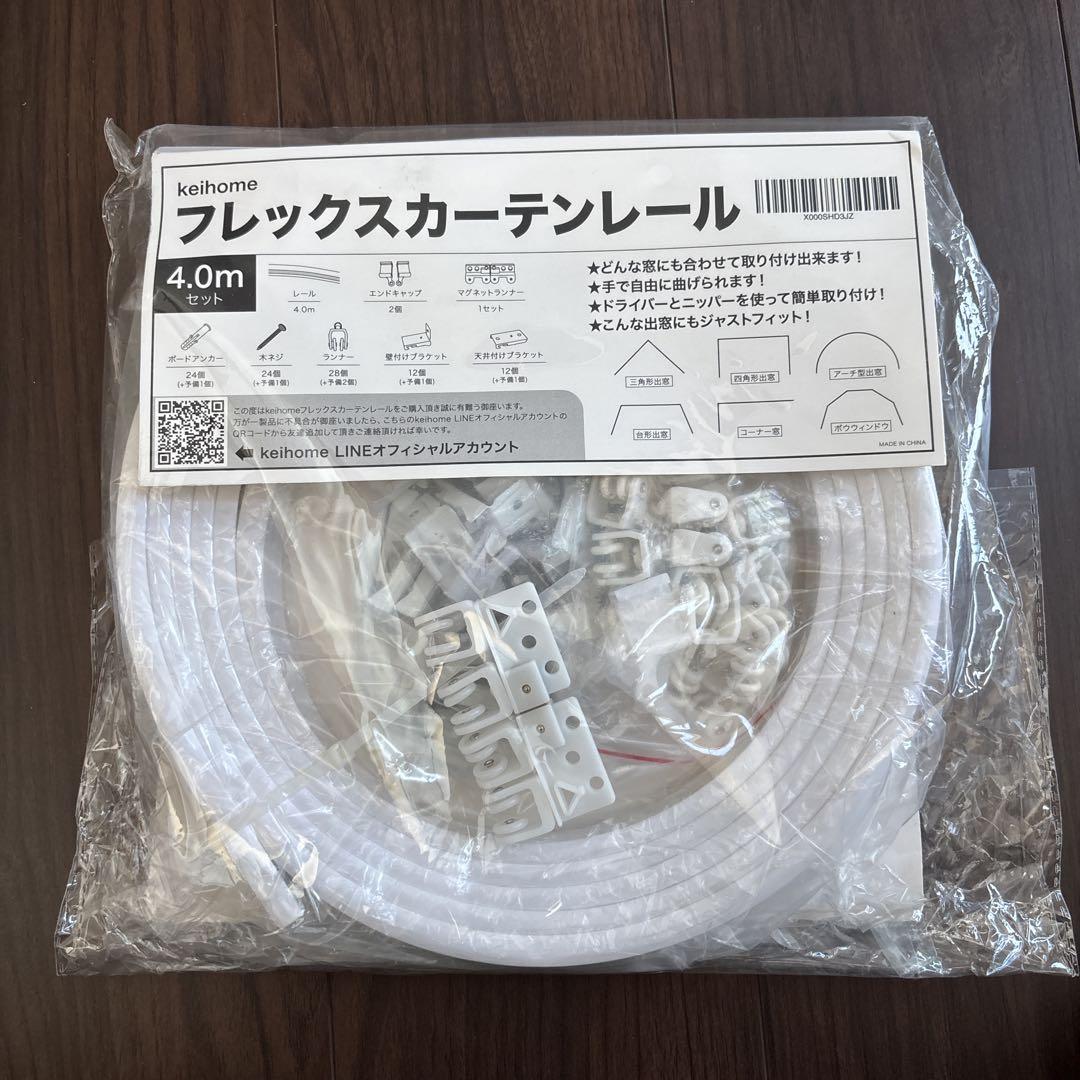 keihome
フレックスカーテンレール
X000SHD3JZ
4.0m
セット
レール
4.0m
エンドキャップ
2個
マグネットランナー
1セット
ボードアンカー
24個
(+予備1個)
木ネジ
24個
(+予備1個)
ランナー
28個
(+予備2個)
壁付けブラケット
12個
(+予備1個)
天井付けブラケット
12個
(+予備1個)
★どんな窓にも合わせて取り付け出来ます!
★手で自由に曲げられます!
★ドライバーとニッパーを使って簡単取り付け!
★こんな出窓にもジャストフィット!
三角形出窓
四角形出窓
アーチ型出窓
台形出窓
コーナー窓
ボウウィンドウ
この度はkeihomeフレックスカーテンレールをご購入頂き誠に有難う御座います。
万が一製品に不具合が御座いましたら、こちらのkeihome LINEオフィシャルアカウントの
QRコードから友達追加して頂きご連絡頂ければ幸いです。
keihome LINEオフィシャルアカウント
MADE IN CHINA